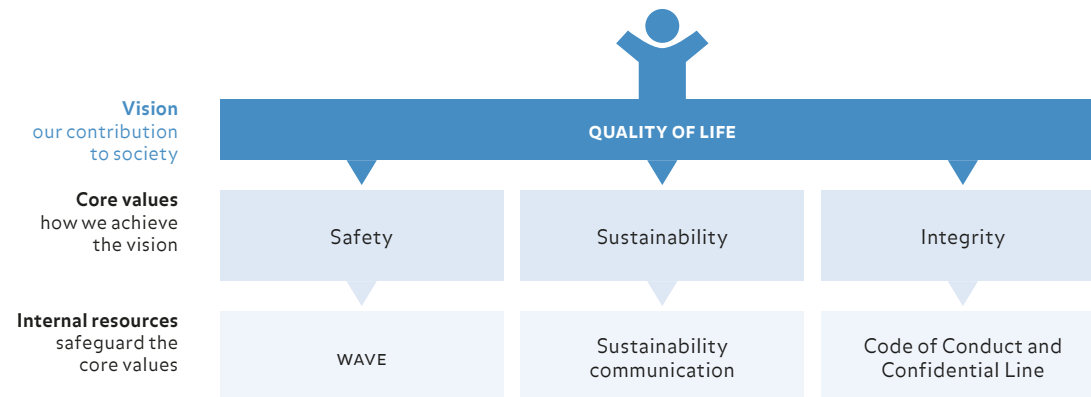 Vision
our contribution
to society
QUALITY OF LIFE
Core values
how we achieve
the vision
Safety
Sustainability
Integrity
Internal resources
safeguard the
core values
WAVE
Sustainability
communication
Code of Conduct and
Confidential Line